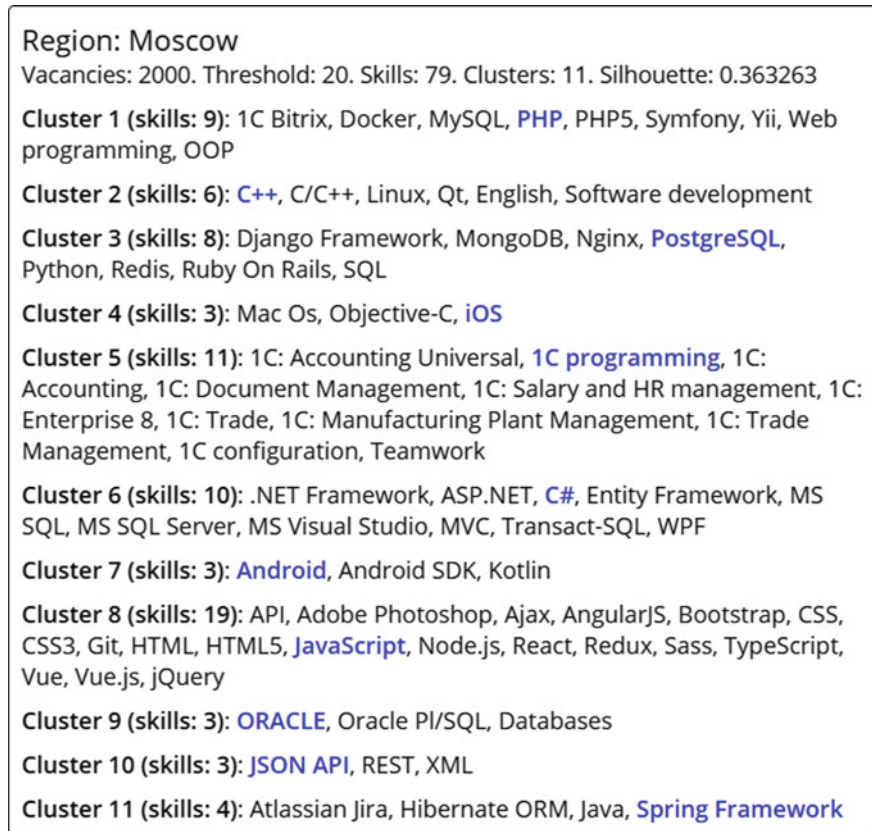 Region: Moscow
Vacancies: 2000. Threshold: 20. Skills: 79. Clusters: 11. Silhouette: 0.363263
Cluster 1 (skills: 9): 1C Bitrix, Docker, MySQL, PHP, PHP5, Symfony, Yii, Web
programming, OOP
Cluster 2 (skills: 6): C++, C/C++, Linux, Qt, English, Software development
Cluster 3 (skills: 8): Django Framework, MongoDB, Nginx, PostgreSQL,
Python, Redis, Ruby On Rails, SQL
Cluster 4 (skills: 3): Mac Os, Objective-C, iOS
Cluster 5 (skills: 11): 1C: Accounting Universal, 1C programming, 1C:
Accounting, 1C: Document Management, 1C: Salary and HR management, 1C:
Enterprise 8, 1C: Trade, 1C: Manufacturing Plant Management, 1C: Trade
Management, 1C configuration, Teamwork
Cluster 6 (skills: 10): .NET Framework, ASP.NET, C#, Entity Framework, MS
SQL, MS SQL Server, MS Visual Studio, MVC, Transact-SQL, WPF
Cluster 7 (skills: 3): Android, Android SDK, Kotlin
Cluster 8 (skills: 19): API, Adobe Photoshop, Ajax, AngularJS, Bootstrap, CSS,
CSS3, Git, HTML, HTML5, JavaScript, Node.js, React, Redux, Sass, TypeScript,
Vue, Vue.js, jQuery
Cluster 9 (skills: 3): ORACLE, Oracle Pl/SQL, Databases
Cluster 10 (skills: 3): JSON API, REST, XML
Cluster 11 (skills: 4): Atlassian Jira, Hibernate ORM, Java, Spring Framework